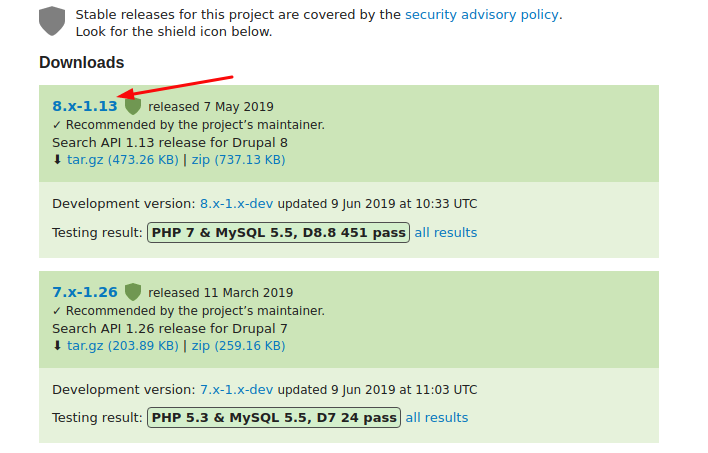 Stable releases for this project are covered by the security advisory policy.
Look for the shield icon below.
Downloads
8.x-1.13 released 7 May 2019
✓ Recommended by the project’s maintainer.
Search API 1.13 release for Drupal 8
⬇ tar.gz (473.26 KB) | zip (737.13 KB)
Development version: 8.x-1.x-dev updated 9 Jun 2019 at 10:33 UTC
Testing result: PHP 7 & MySQL 5.5, D8.8 451 pass all results
7.x-1.26 released 11 March 2019
✓ Recommended by the project’s maintainer.
Search API 1.26 release for Drupal 7
⬇ tar.gz (203.89 KB) | zip (259.16 KB)
Development version: 7.x-1.x-dev updated 9 Jun 2019 at 11:03 UTC
Testing result: PHP 5.3 & MySQL 5.5, D7 24 pass all results